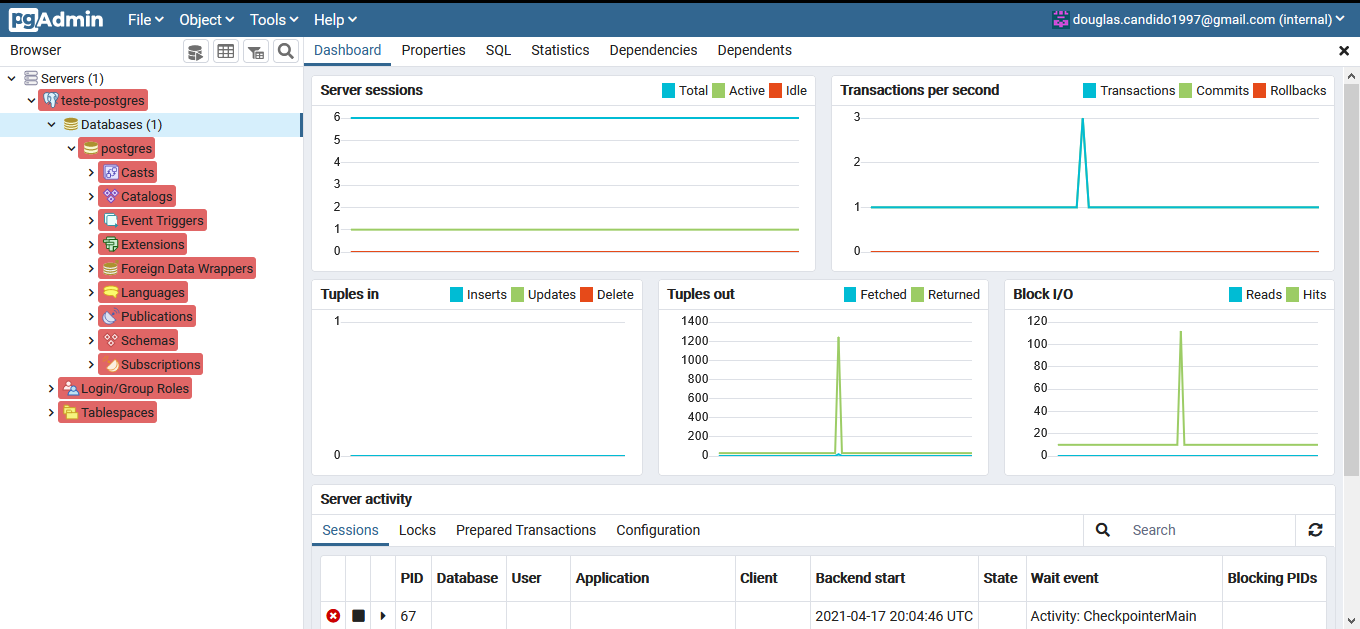 pgAdmin File Object Tools Help douglas.candido1997@gmail.com (internal)
Browser
Dashboard Properties SQL Statistics Dependencies Dependents
Servers (1)
teste-postgres
Databases (1)
postgres
Casts
Catalogs
Event Triggers
Extensions
Foreign Data Wrappers
Languages
Publications
Schemas
Subscriptions
Login/Group Roles
Tablespaces
Server sessions Total Active Idle
6
5
4
3
2
1
0
Transactions per second Transactions Commits Rollbacks
3
2
1
0
Tuples in Inserts Updates Delete
1
0
Tuples out Fetched Returned
1400
1200
1000
800
600
400
200
0
Block I/O Reads Hits
120
100
80
60
40
20
0
Server activity
Sessions Locks Prepared Transactions Configuration Search
PID Database User Application Client Backend start State Wait event Blocking PIDs
67 2021-04-17 20:04:46 UTC Activity: CheckpointerMain